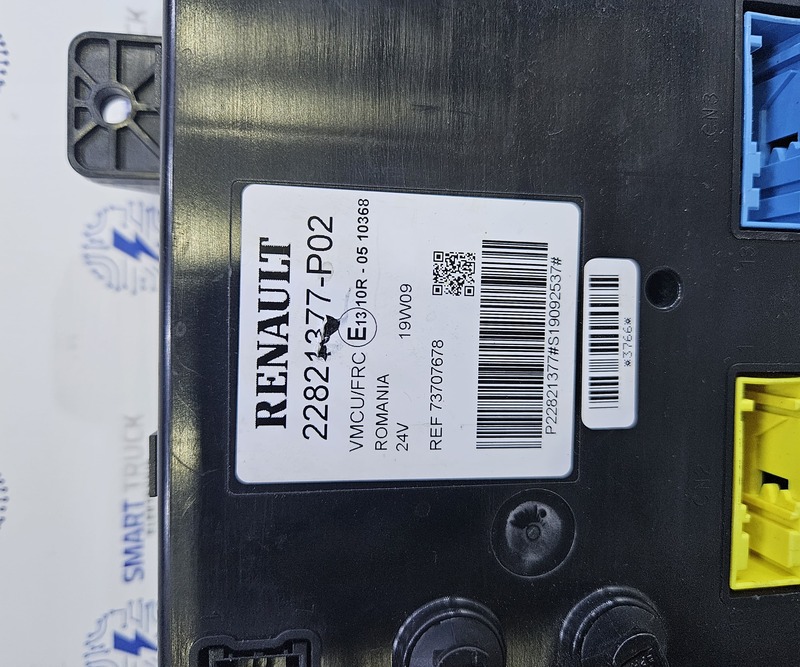 RENAULT
22821377-P02
VMCU/FRC E13 10R - 05 10368
ROMANIA
24V 19W09
REF 73707678
P22821377#S19092537#
*3766*
CN3
SMART TRUCK